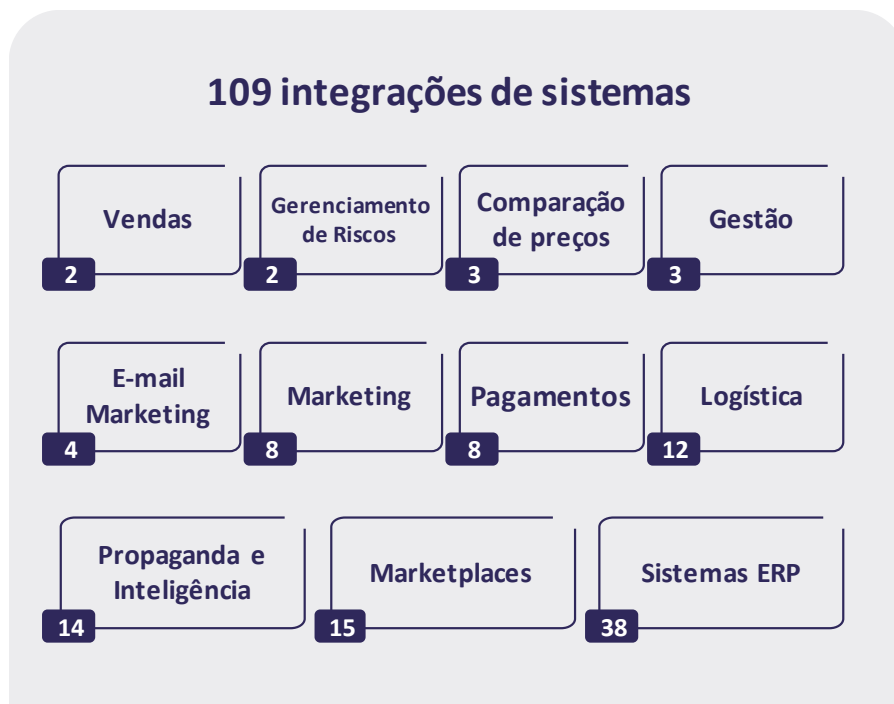 109 integrações de sistemas
Vendas
2
Gerenciamento
de Riscos
2
Comparação
de preços
3
Gestão
3
E-mail
Marketing
4
Marketing
8
Pagamentos
8
Logística
12
Propaganda e
Inteligência
14
Marketplaces
15
Sistemas ERP
38